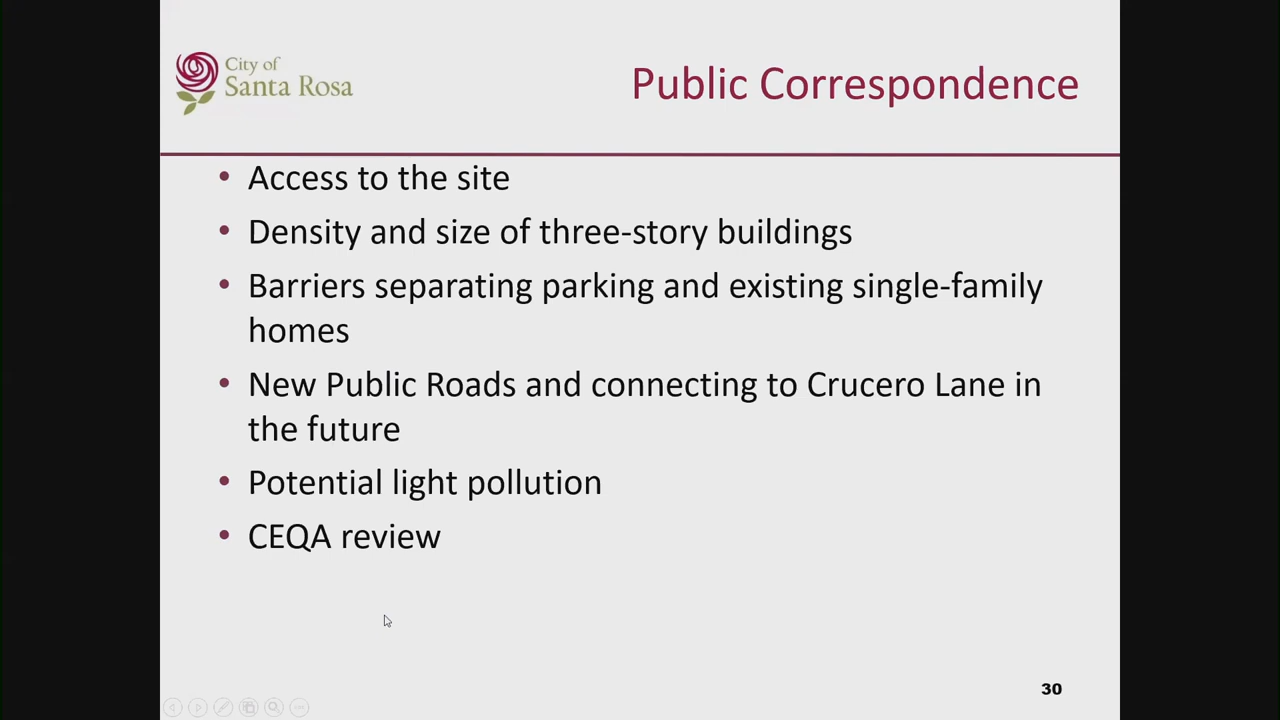 City of
Santa Rosa
Public Correspondence
• Access to the site
• Density and size of three-story buildings
• Barriers separating parking and existing single-family
homes
• New Public Roads and connecting to Crucero Lane in
the future
• Potential light pollution
• CEQA review
30